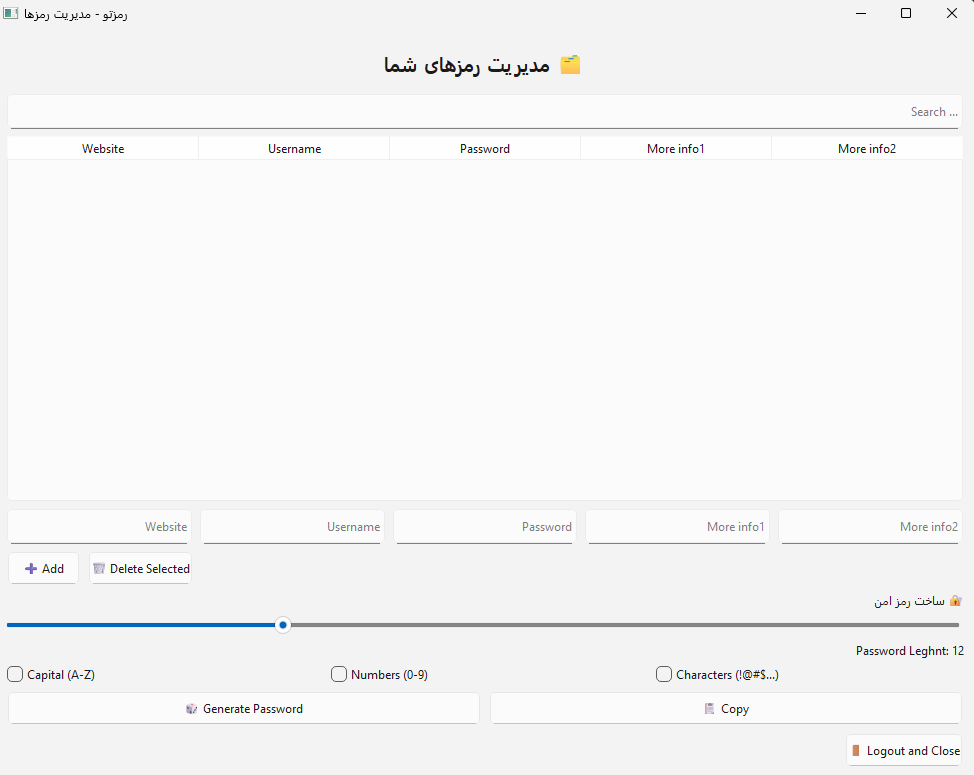 رمزتو - مدیریت رمزها
🗂️ مدیریت رمزهای شما
Search ...
Website Username Password More info1 More info2
Website Username Password More info1 More info2
➕ Add 🗑️ Delete Selected
🔐 ساخت رمز امن
Password Leghnt: 12
Capital (A-Z) Numbers (0-9) Characters (!@#$...)
🎲 Generate Password 📋 Copy
🚪 Logout and Close